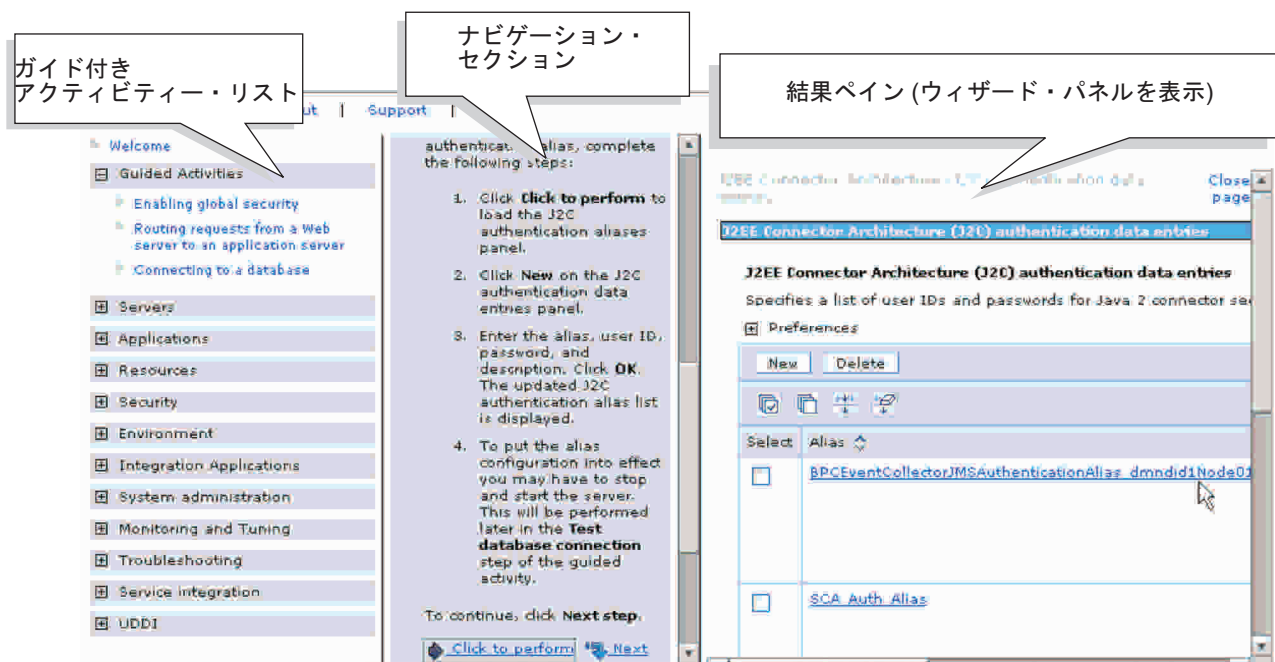 ガイド付き
アクティビティー・リスト
ナビゲーション・
セクション
結果ペイン (ウィザード・パネルを表示)
| Support |
Welcome
Guided Activities
Enabling global security
Routing requests from a Web
server to an application server
Connecting to a database
Servers
Applications
Resources
Security
Environment
Integration Applications
System administration
Monitoring and Tuning
Troubleshooting
Service integration
UDDI
alias, complete
the following steps:
1. Click Click to perform to
load the J2C
authentication aliases
panel.
2. Click New on the J2C
authentication data
entries panel.
3. Enter the alias, user ID,
password, and
description. Click OK.
The updated J2C
authentication alias list
is displayed.
4. To put the alias
configuration into effect
you may have to stop
and start the server.
This will be performed
later in the Test
database connection
step of the guided
activity.
To continue, click Next step.
Click to perform Next
Close
page
J2EE Connector Architecture (J2C) authentication data entries
J2EE Connector Architecture (J2C) authentication data entries
Specifies a list of user IDs and passwords for Java 2 connector se
Preferences
New Delete
Select Alias
BPCEventCollectorJMSAuthenticationAlias_dmndid1Node01
SCA_Auth_Alias